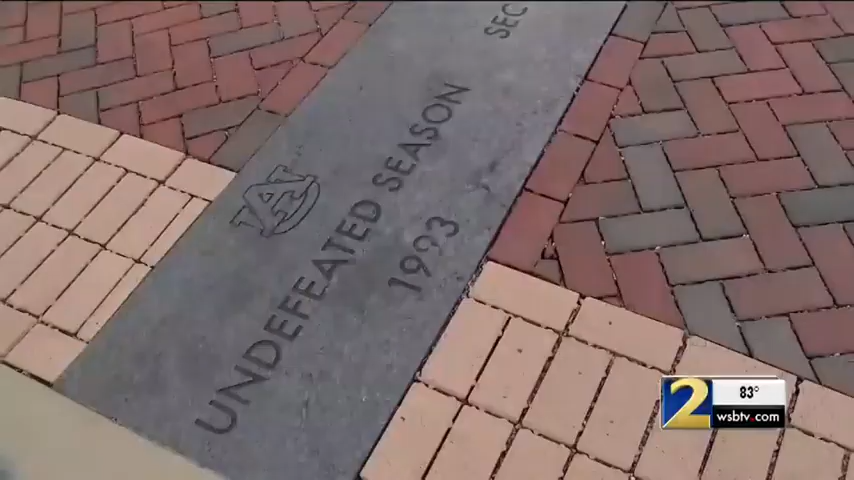 SEC
AU
UNDEFEATED SEASON
1993
2
83°
wsbtv.com